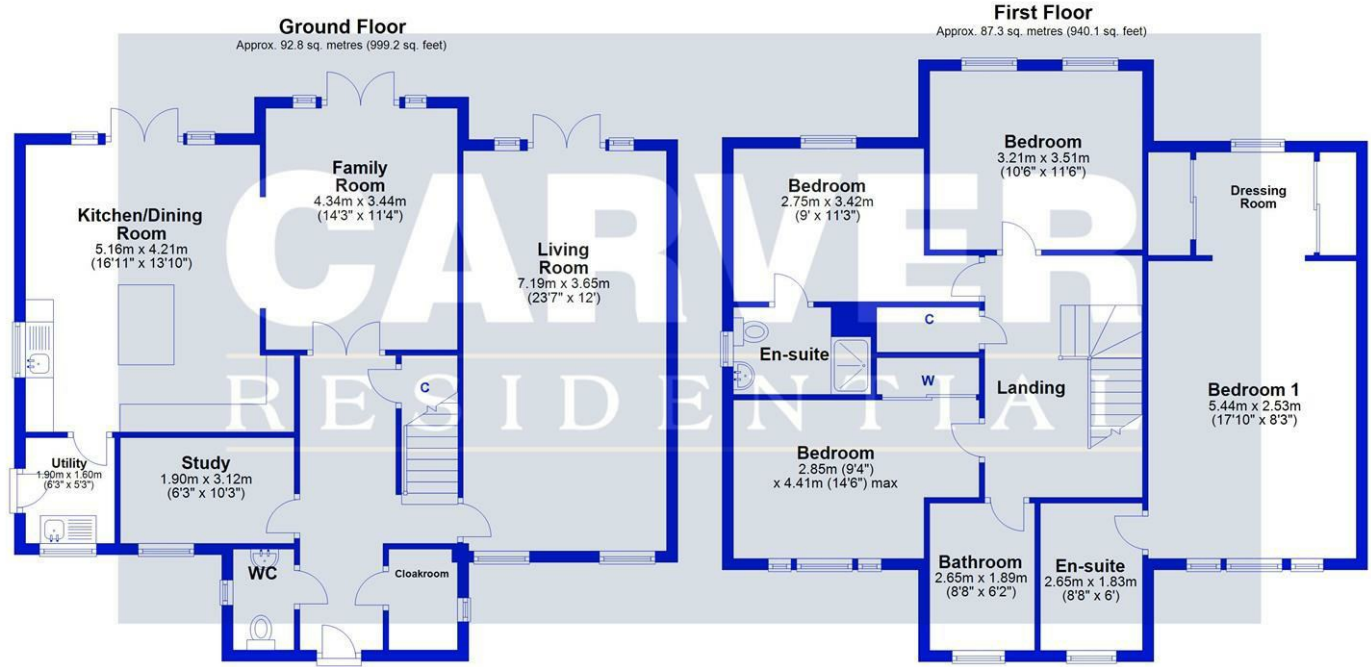 Ground Floor
Approx. 92.8 sq. metres (999.2 sq. feet)
Kitchen/Dining
Room
5.16m x 4.21m
(16'11" x 13'10")
Family
Room
4.34m x 3.44m
(14'3" x 11'4")
Living
Room
7.19m x 3.65m
(23'7" x 12')
C
Utility
1.90m x 1.60m
(6'3" x 5'3")
Study
1.90m x 3.12m
(6'3" x 10'3")
WC
Cloakroom
First Floor
Approx. 87.3 sq. metres (940.1 sq. feet)
Bedroom
3.21m x 3.51m
(10'6" x 11'6")
Bedroom
2.75m x 3.42m
(9' x 11'3")
Dressing
Room
C
En-suite
W
Landing
Bedroom 1
5.44m x 2.53m
(17'10" x 8'3")
Bedroom
2.85m (9'4")
x 4.41m (14'6") max
Bathroom
2.65m x 1.89m
(8'8" x 6'2")
En-suite
2.65m x 1.83m
(8'8" x 6')
CARVER
RESIDENTIAL